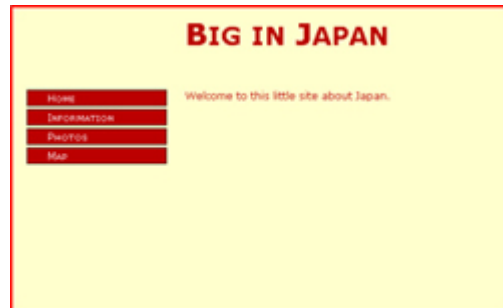 Big in Japan
Home
Information
Photos
Map
Welcome to this little site about Japan.